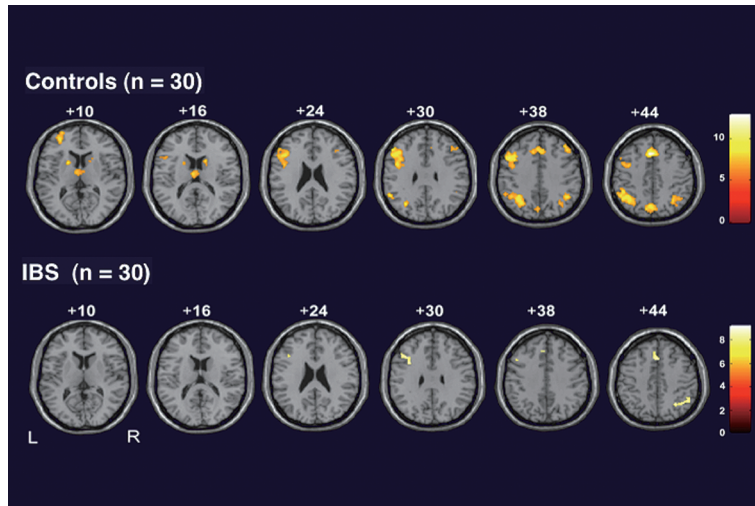 Controls (n = 30)
+10 +16 +24 +30 +38 +44
10
5
0
IBS (n = 30)
+10 +16 +24 +30 +38 +44
8
6
4
2
0
L R